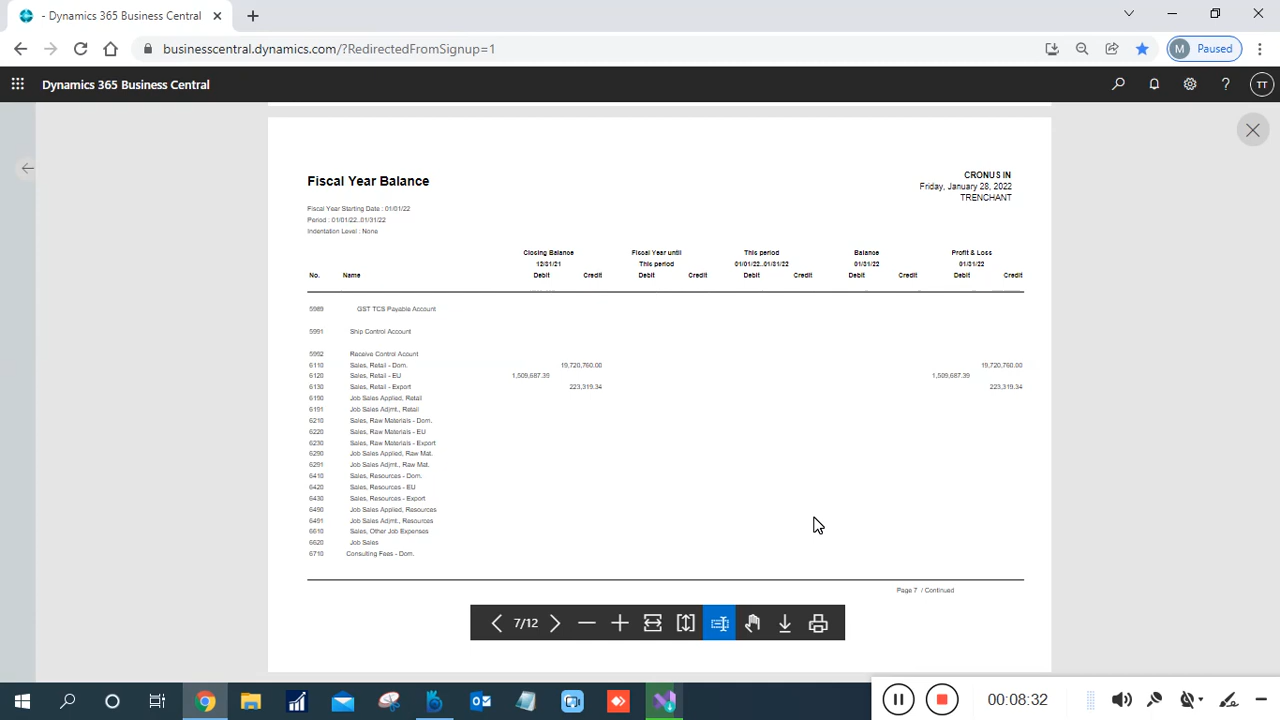 - Dynamics 365 Business Central
businesscentral.dynamics.com/?RedirectedFromSignup=1
M Paused
Dynamics 365 Business Central
TT
Fiscal Year Balance
CRONUS IN
Friday, January 28, 2022
TRENCHANT
Fiscal Year Starting Date : 01/01/22
Period : 01/01/22..01/31/22
Indentation Level : None
Closing Balance Fiscal Year until This period Balance Profit & Loss
12/31/21 This period 01/01/22..01/31/22 01/31/22 01/31/22
No. Name Debit Credit Debit Credit Debit Credit Debit Credit Debit Credit
5989 GST TCS Payable Account
5991 Ship Control Account
5992 Receive Control Acount
6110 Sales, Retail - Dom. 19,720,760.00 19,720,760.00
6120 Sales, Retail - EU 1,509,687.39 1,509,687.39
6130 Sales, Retail - Export 223,319.34 223,319.34
6190 Job Sales Applied, Retail
6191 Job Sales Adjmt., Retail
6210 Sales, Raw Materials - Dom.
6220 Sales, Raw Materials - EU
6230 Sales, Raw Materials - Export
6290 Job Sales Applied, Raw Mat.
6291 Job Sales Adjmt., Raw Mat.
6410 Sales, Resources - Dom.
6420 Sales, Resources - EU
6430 Sales, Resources - Export
6490 Job Sales Applied, Resources
6491 Job Sales Adjmt., Resources
6610 Sales, Other Job Expenses
6620 Job Sales
6710 Consulting Fees - Dom.
Page 7 / Continued
7/12
00:08:32